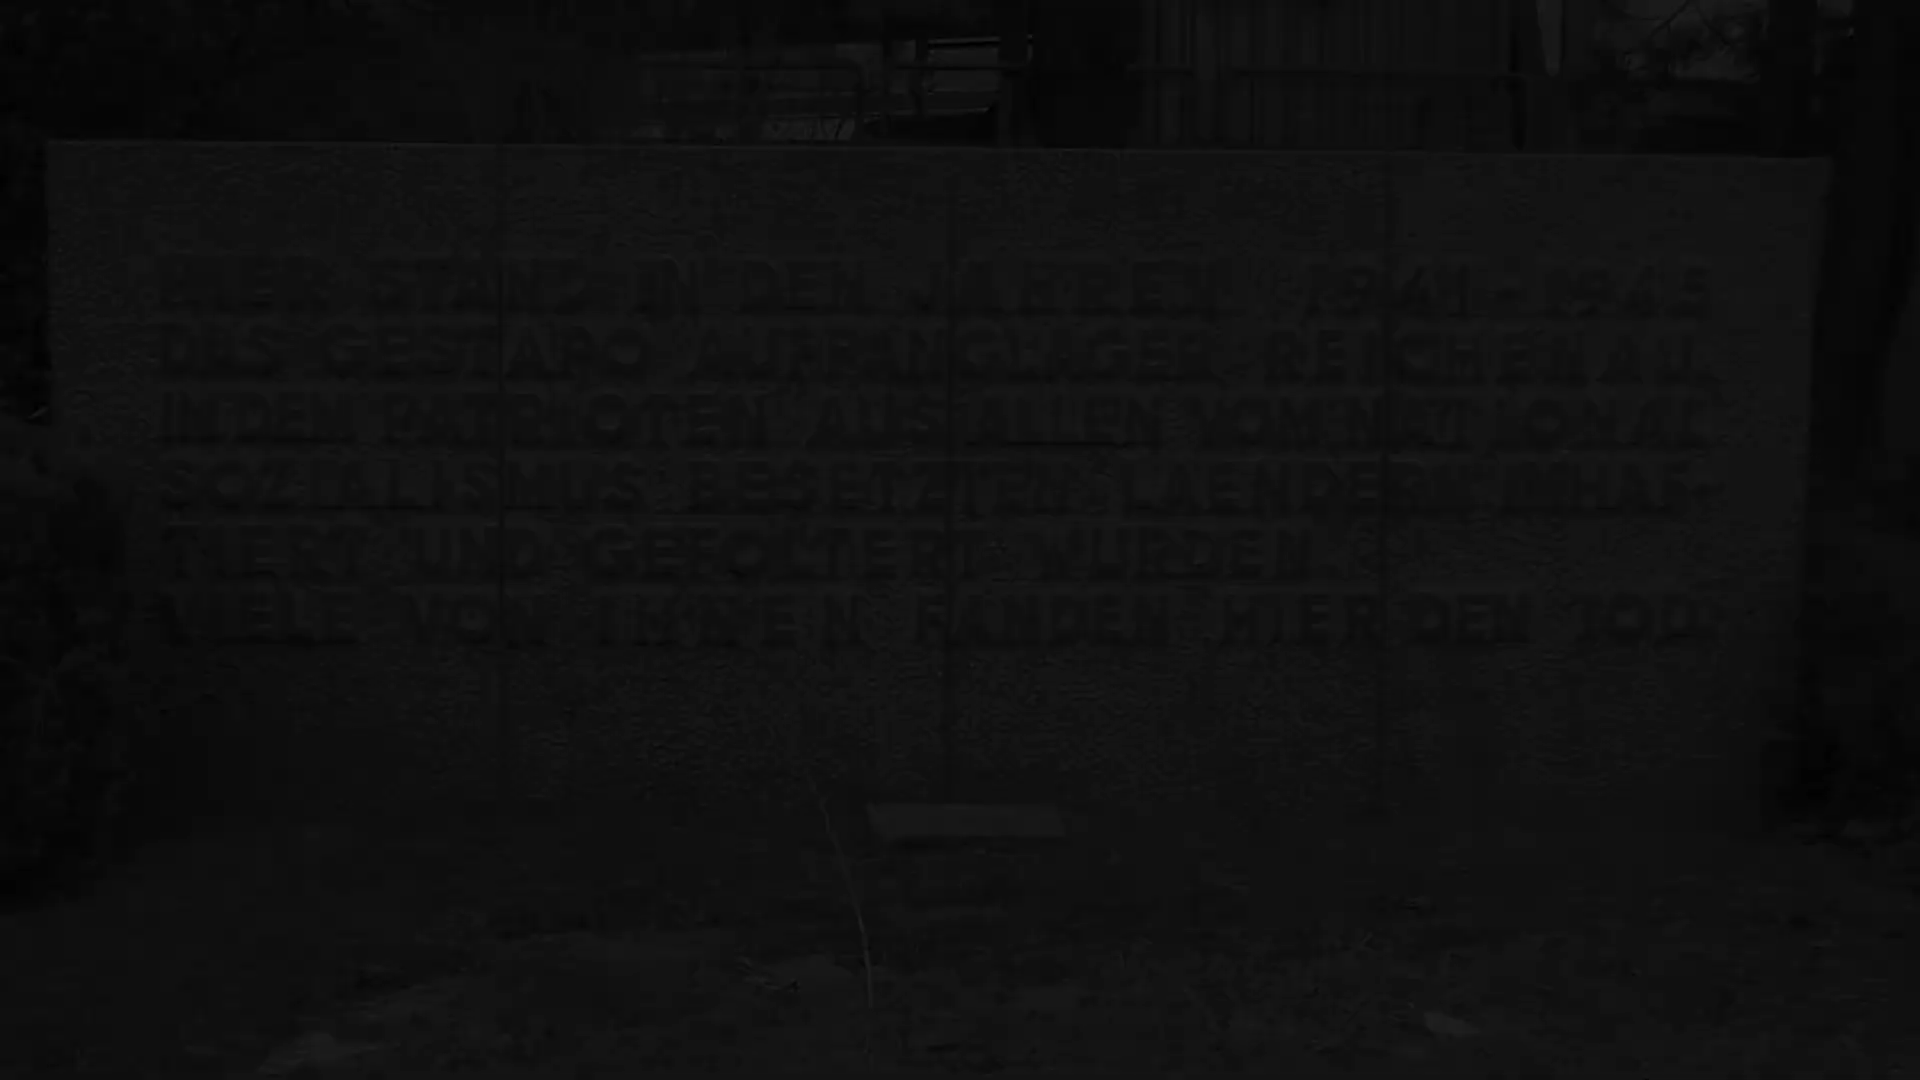 HIER STAND IN DEN JAHREN 1941-1945
DAS GESTAPO AUFFANGLAGER REICHENAU,
IN DEM PATRIOTEN AUS ALLEN VOM NATIONAL
SOZIALISMUS BESETZTEN LAENDERN INHAF-
TIERT UND GEFOLTERT WURDEN.
VIELE VON IHNEN FANDEN HIER DEN TOD.